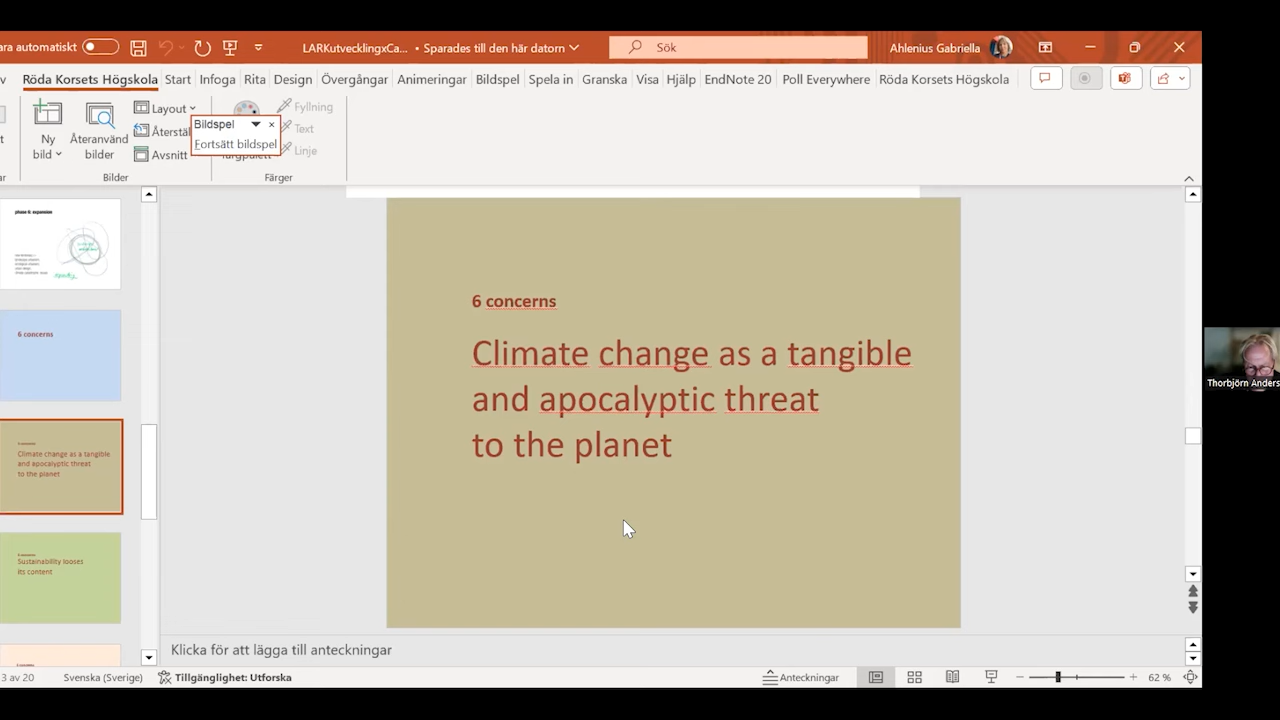 ara automatiskt
LARKutvecklingxCa... • Sparades till den här datorn
Sök
Ahlenius Gabriella
v Röda Korsets Högskola Start Infoga Rita Design Övergångar Animeringar Bildspel Spela in Granska Visa Hjälp EndNote 20 Poll Everywhere Röda Korsets Högskola
Ny
bild
Återanvänd
bilder
Layout
Återstäl
Avsnitt
Bildspel
Fortsätt bildspel
Fyllning
Text
Linje
Bilder
Färger
phase 6: expansion
6 concerns
Climate change as a tangible
and apocalyptic threat
to the planet
Sustainability looses
its content
6 concerns
Climate change as a tangible
and apocalyptic threat
to the planet
Thorbjörn Anders
Klicka för att lägga till anteckningar
3 av 20
Svenska (Sverige)
Tillgänglighet: Utforska
Anteckningar
62 %